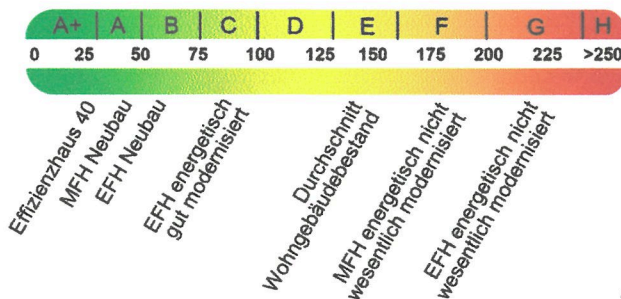 A+ A B C D E F G H
0 25 50 75 100 125 150 175 200 225 >250
Effizienzhaus 40
MFH Neubau
EFH Neubau
EFH energetisch
gut modernisiert
Durchschnitt
Wohngebäudebestand
MFH energetisch nicht
wesentlich modernisiert
EFH energetisch nicht
wesentlich modernisiert